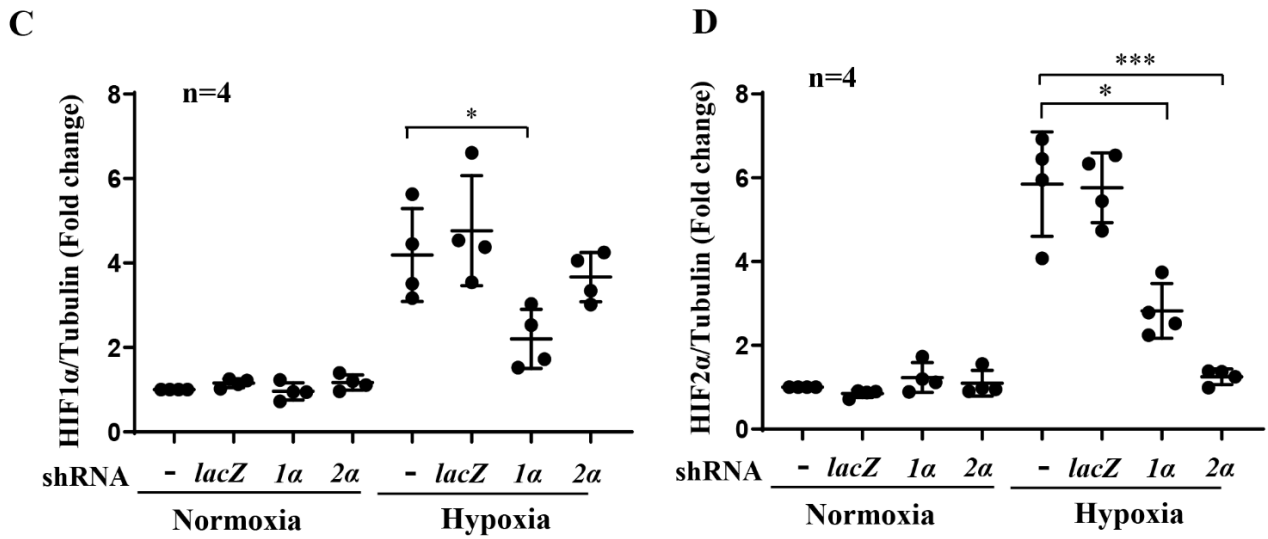 C
n=4
*
HIF1α/Tubulin (Fold change)
8
6
4
2
0
shRNA - lacZ 1α 2α - lacZ 1α 2α
Normoxia Hypoxia
D
n=4
***
*
HIF2α/Tubulin (Fold change)
8
6
4
2
0
shRNA - lacZ 1α 2α - lacZ 1α 2α
Normoxia Hypoxia